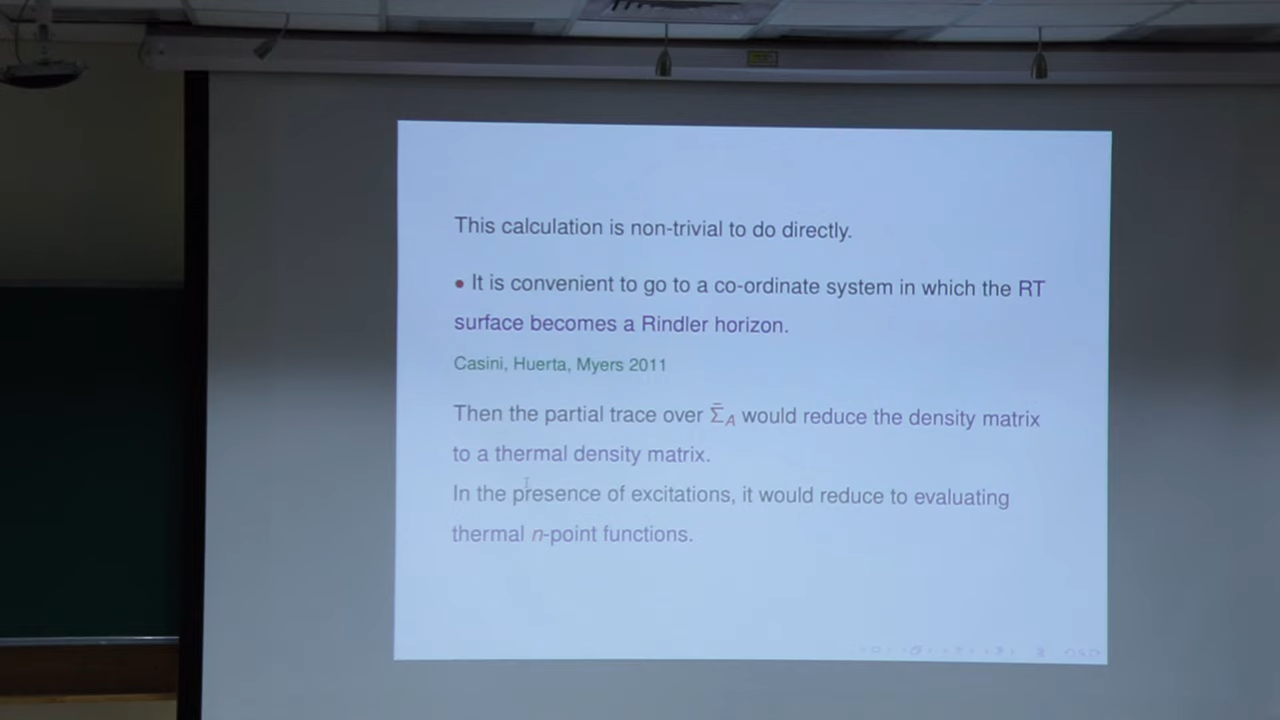 This calculation is non-trivial to do directly.
• It is convenient to go to a co-ordinate system in which the RT
surface becomes a Rindler horizon.
Casini, Huerta, Myers 2011
Then the partial trace over Σ̄_A would reduce the density matrix
to a thermal density matrix.
In the presence of excitations, it would reduce to evaluating
thermal n-point functions.